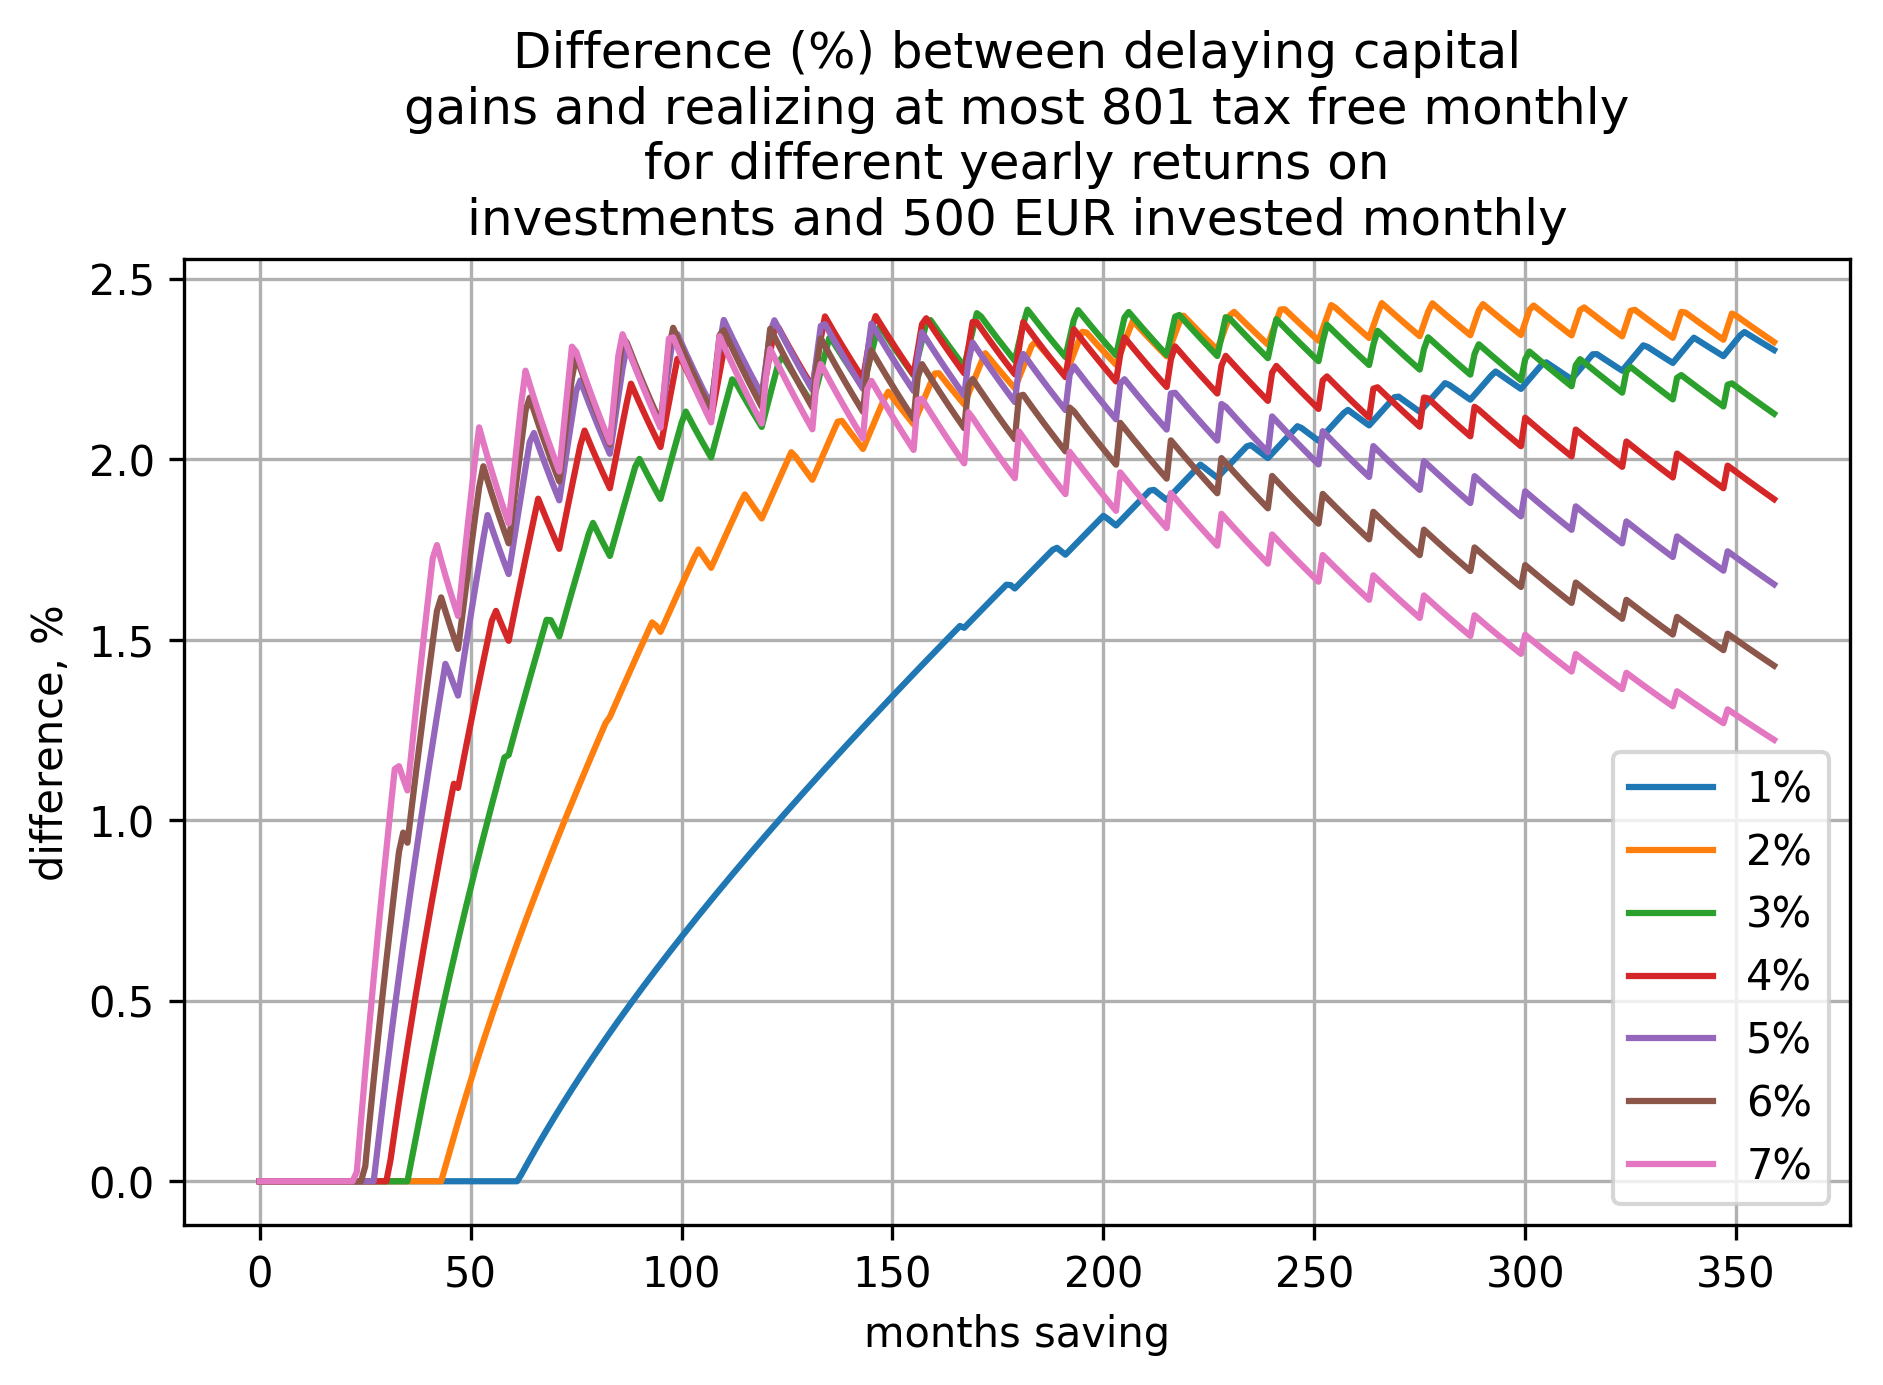 Difference (%) between delaying capital
gains and realizing at most 801 tax free monthly
for different yearly returns on
investments and 500 EUR invested monthly
difference, %
2.5
2.0
1.5
1.0
0.5
0.0
1%
2%
3%
4%
5%
6%
7%
0 50 100 150 200 250 300 350
months saving